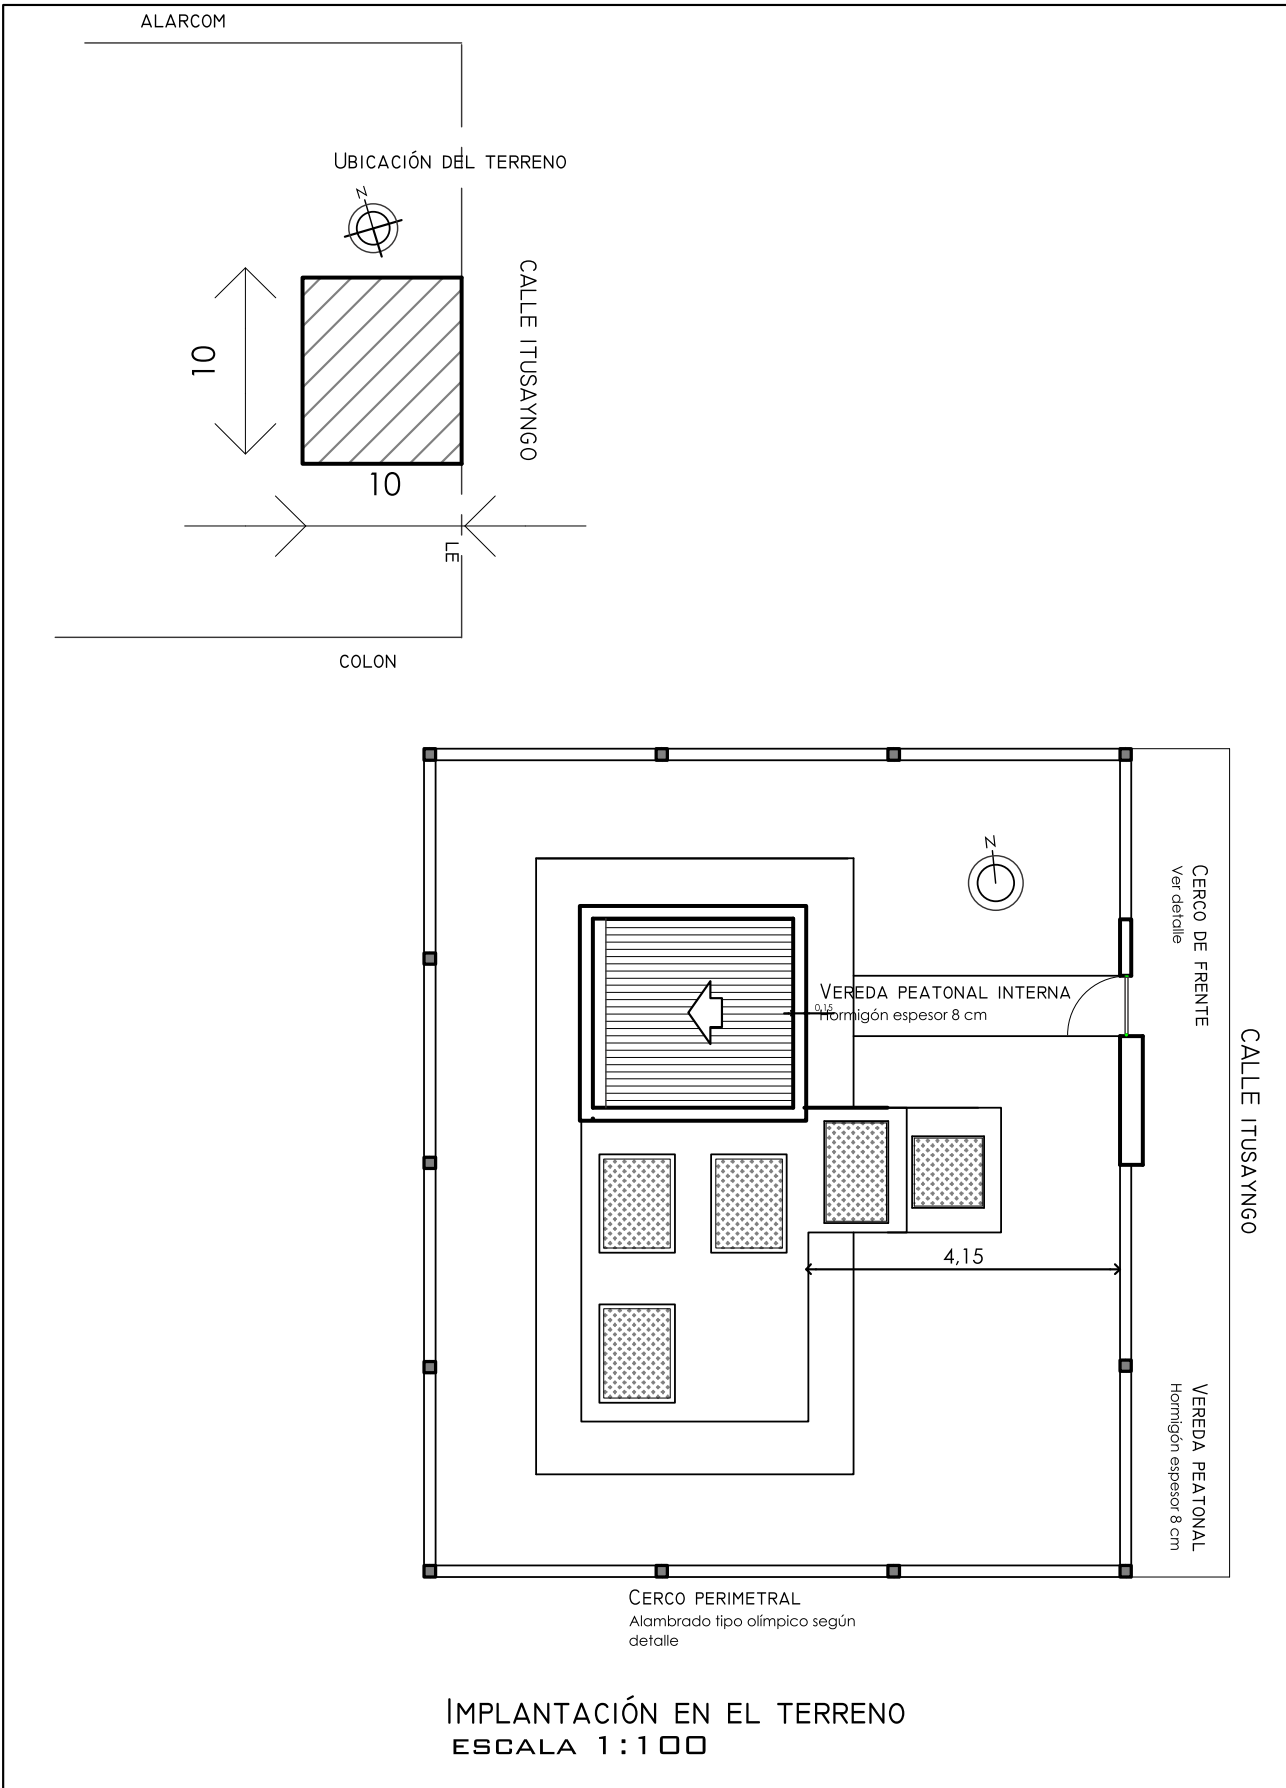 ALARCOM
UBICACIÓN DEL TERRENO
N
CALLE ITUSAYNGO
10
10
LE
COLON
N
CERCO DE FRENTE
Ver detalle
VEREDA PEATONAL INTERNA
0,15
Hormigón espesor 8 cm
CALLE ITUSAYNGO
4,15
VEREDA PEATONAL
Hormigón espesor 8 cm
CERCO PERIMETRAL
Alambrado tipo olímpico según
detalle
IMPLANTACIÓN EN EL TERRENO
ESCALA 1:100